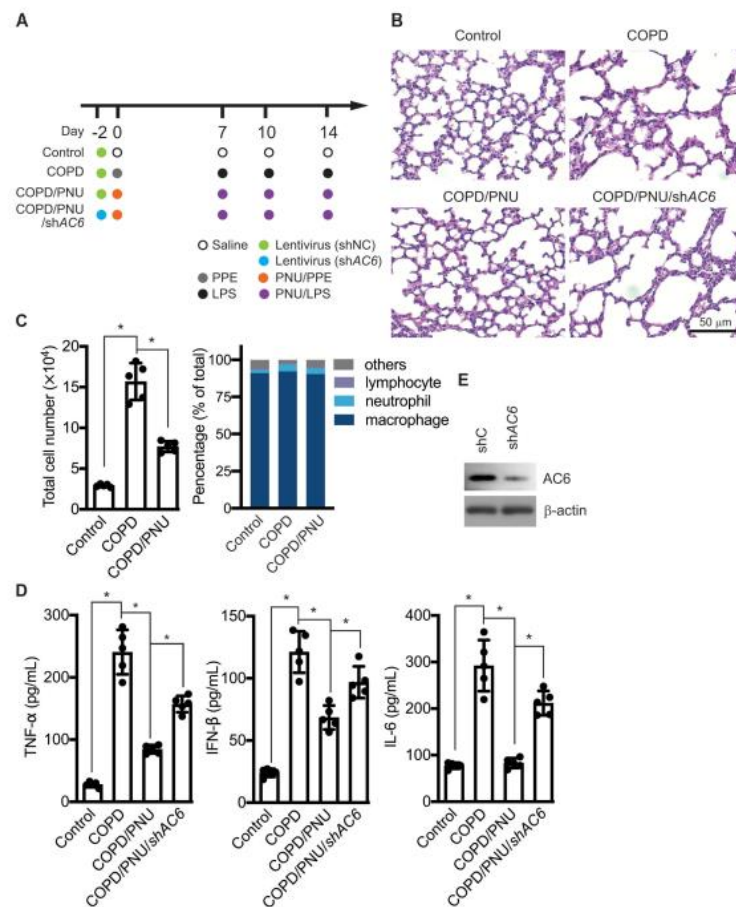 A
Day
-2 0 7 10 14
Control
COPD
COPD/PNU
COPD/PNU
/shAC6
Saline
Lentivirus (shNC)
Lentivirus (shAC6)
PPE
PNU/PPE
LPS
PNU/LPS
B
Control
COPD
COPD/PNU
COPD/PNU/shAC6
50 μm
C
Total cell number (×10⁴)
20
15
10
5
0
Control
COPD
COPD/PNU
* *
Percentage (% of total)
100
75
50
25
0
Control
COPD
COPD/PNU
others
lymphocyte
neutrophil
macrophage
E
shC
shAC6
AC6
β-actin
D
TNF-α (pg/mL)
300
200
100
0
* * *
Control
COPD
COPD/PNU
COPD/PNU/shAC6
IFN-β (pg/mL)
150
100
50
0
* * *
Control
COPD
COPD/PNU
COPD/PNU/shAC6
IL-6 (pg/mL)
400
300
200
100
0
* * *
Control
COPD
COPD/PNU
COPD/PNU/shAC6